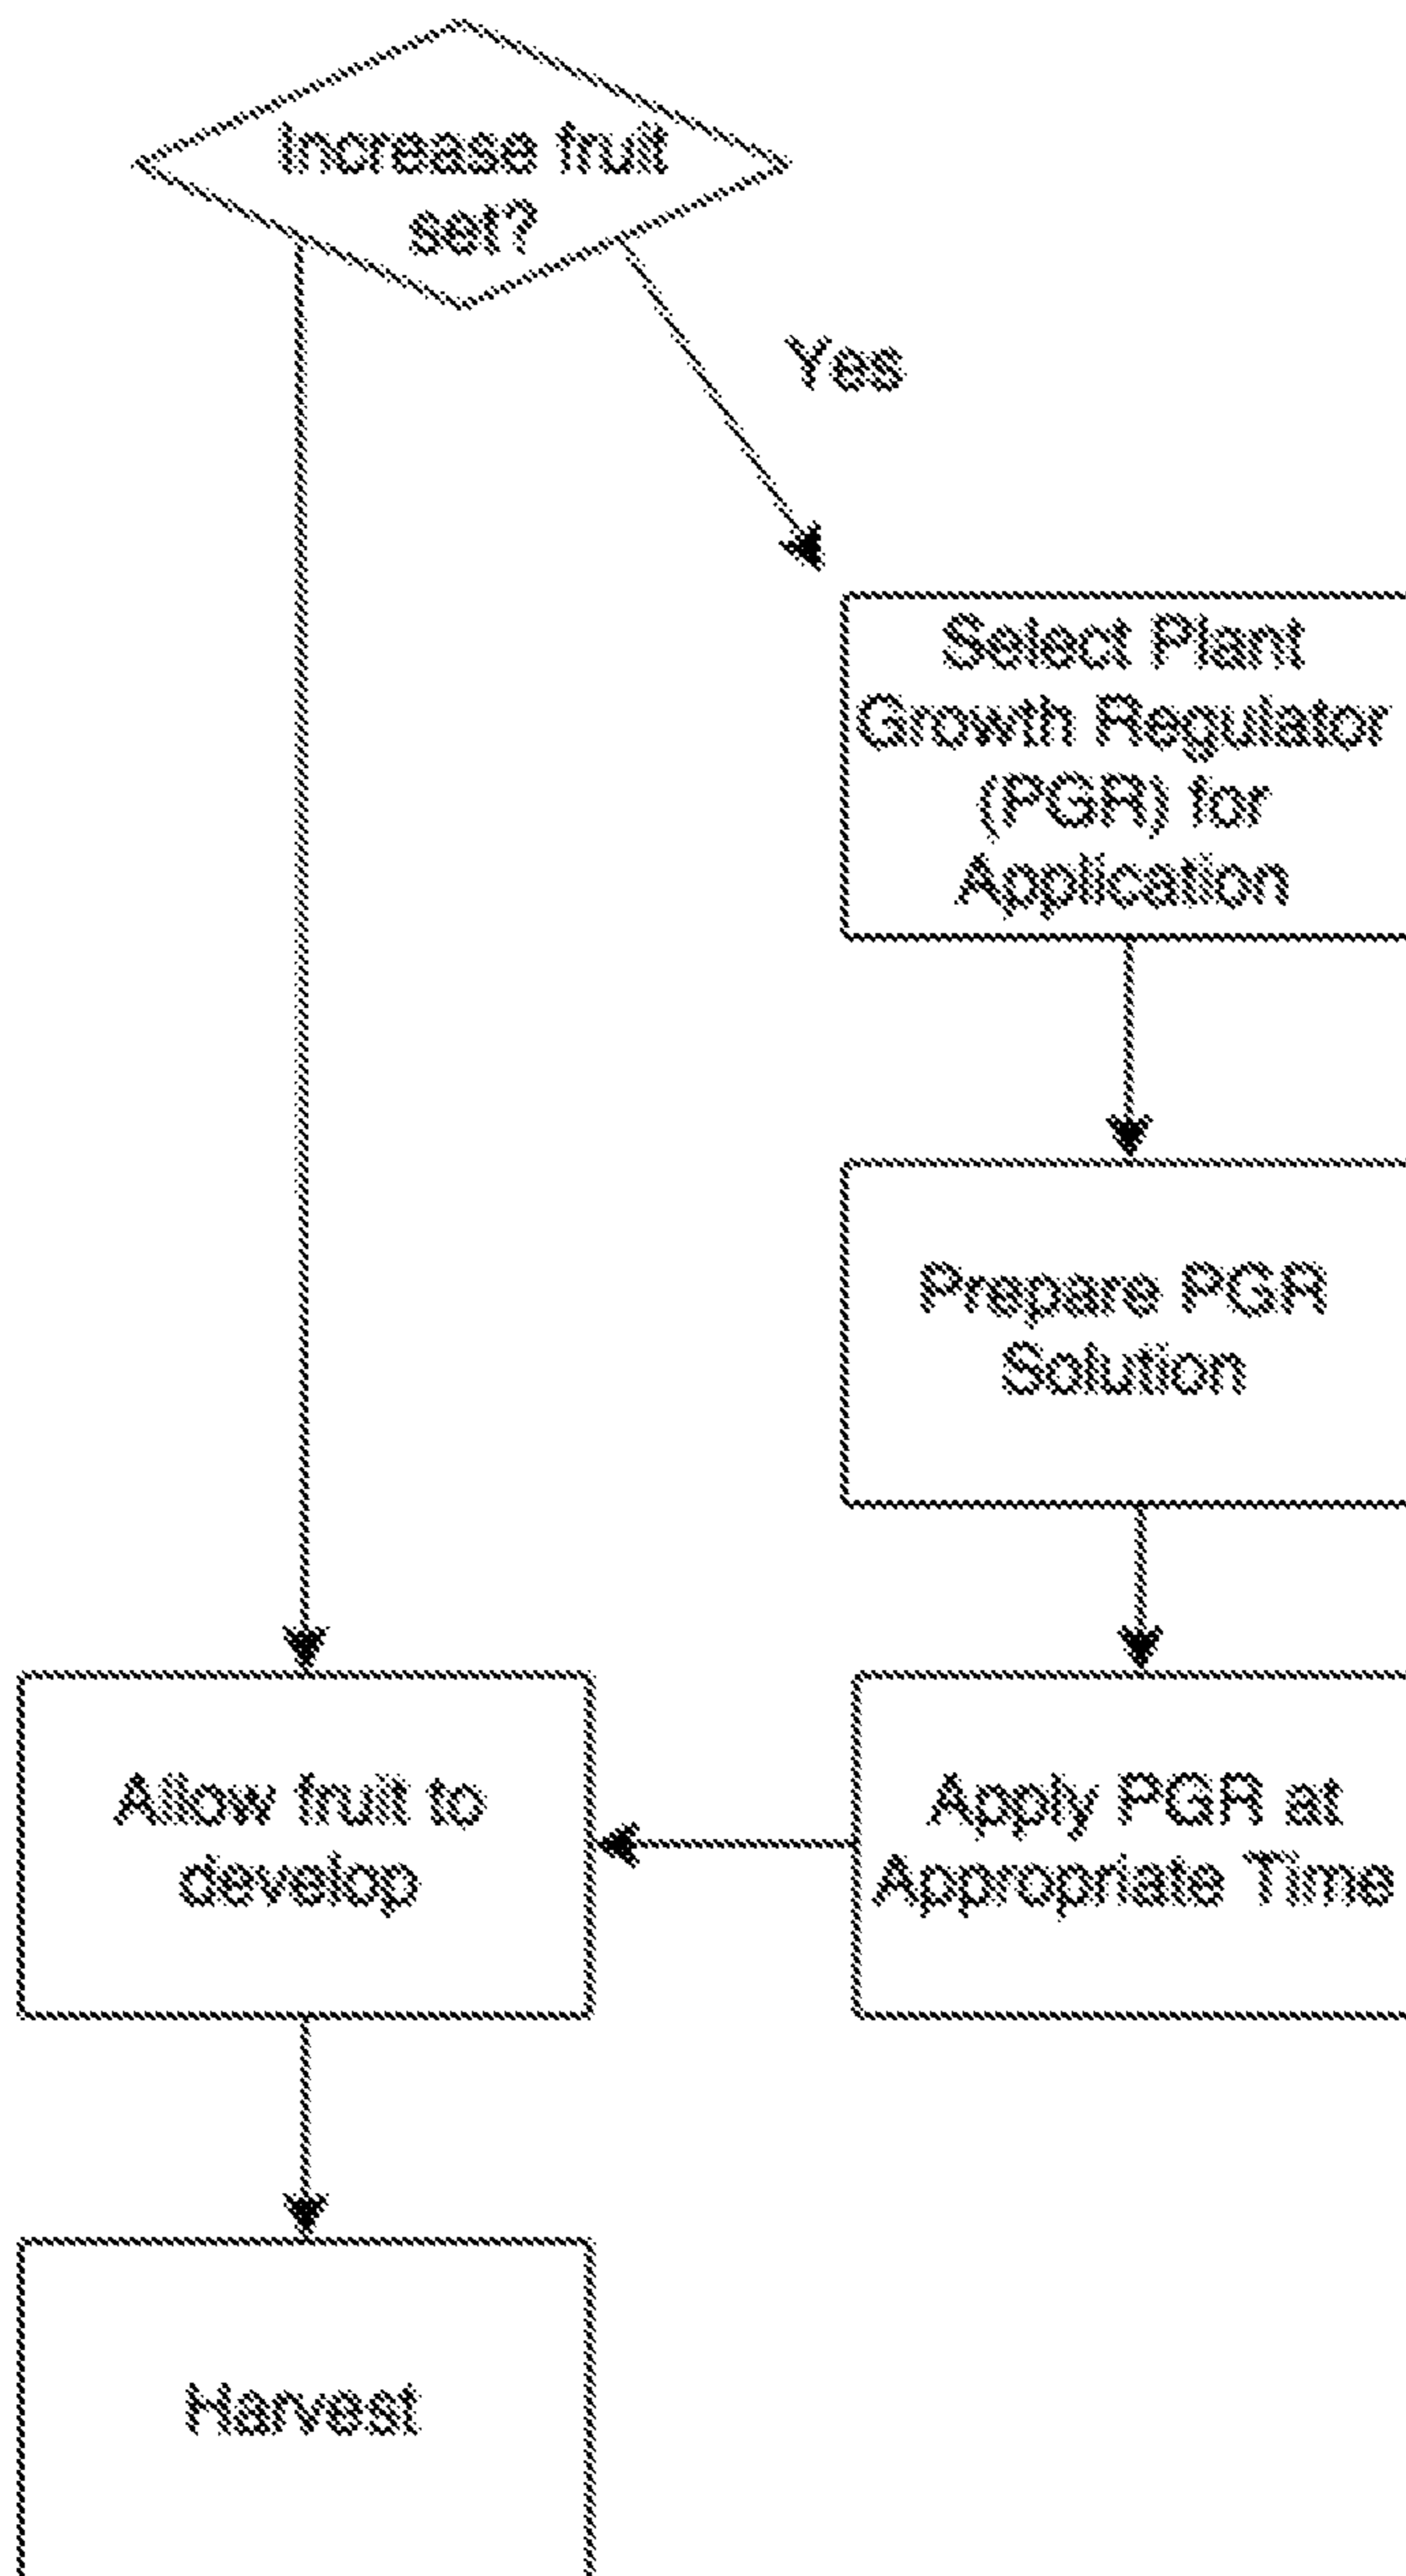 Increase fruit
set?
Yes
Select Plant
Growth Regulator
(PGR) for
Application
Prepare PGR
Solution
Apply PGR at
Appropriate Time
Allow fruit to
develop
Harvest